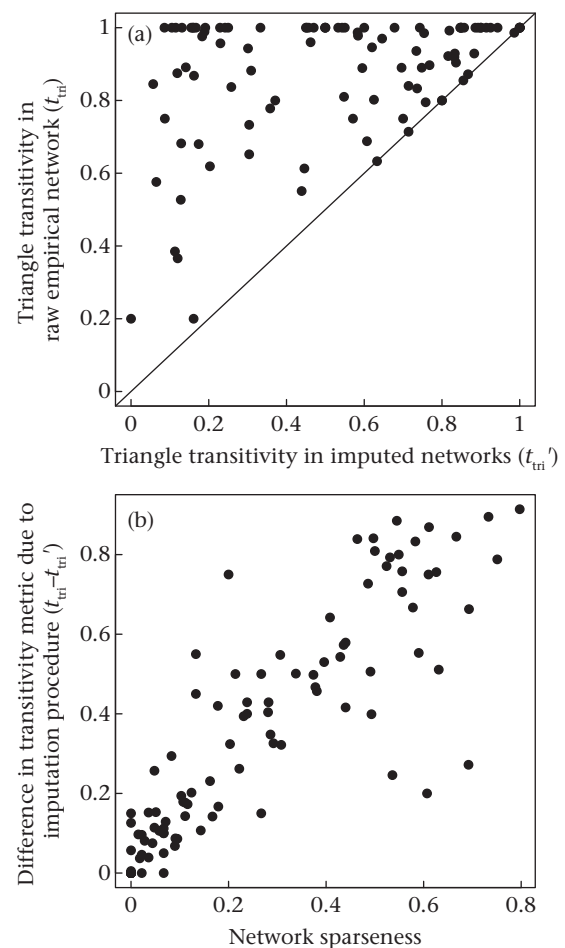 (a)
1
0.8
0.6
0.4
0.2
0
Triangle transitivity in
raw empirical network (t_tri)
0 0.2 0.4 0.6 0.8 1
Triangle transitivity in imputed networks (t_tri′)
(b)
0.8
0.6
0.4
0.2
0
Difference in transitivity metric due to
imputation procedure (t_tri–t_tri′)
0 0.2 0.4 0.6 0.8
Network sparseness